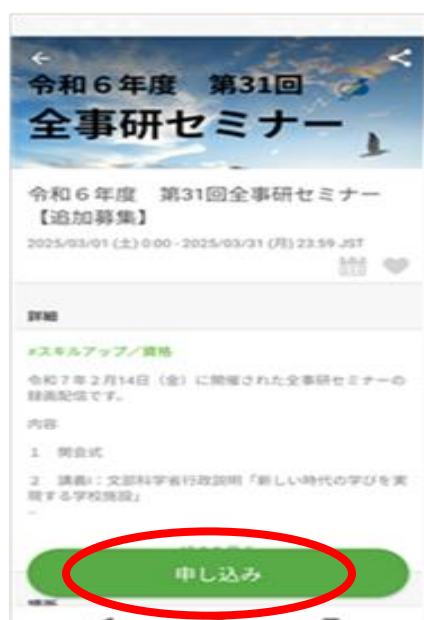 令和6年度　第31回
全事研セミナー
令和6年度　第31回全事研セミナー
【追加募集】
2025/03/01 (土) 0:00 - 2025/03/31 (月) 23:59 JST
詳細
#スキルアップ／資格
令和7年2月14日（金）に開催された全事研セミナーの
録画配信です。
内容
1　開会式
2　講義I：文部科学省行政説明「新しい時代の学びを実
現する学校施設」
申し込み